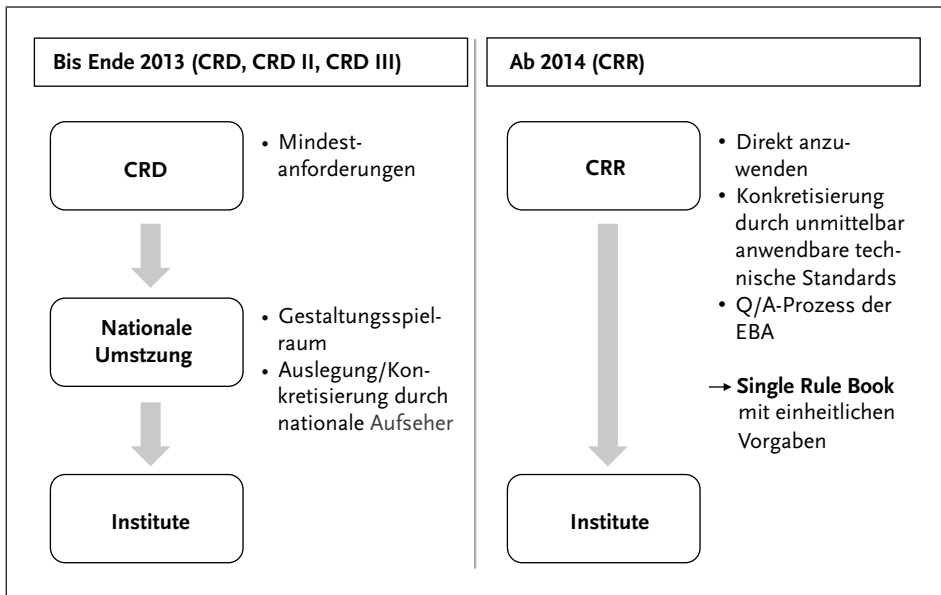 Bis Ende 2013 (CRD, CRD II, CRD III)
CRD
• Mindest-
anforderungen
Nationale
Umstzung
• Gestaltungsspiel-
raum
• Auslegung/Kon-
kretisierung durch
nationale Aufseher
Institute
Ab 2014 (CRR)
CRR
• Direkt anzu-
wenden
• Konkretisierung
durch unmittelbar
anwendbare tech-
nische Standards
• Q/A-Prozess der
EBA
→ Single Rule Book
mit einheitlichen
Vorgaben
Institute